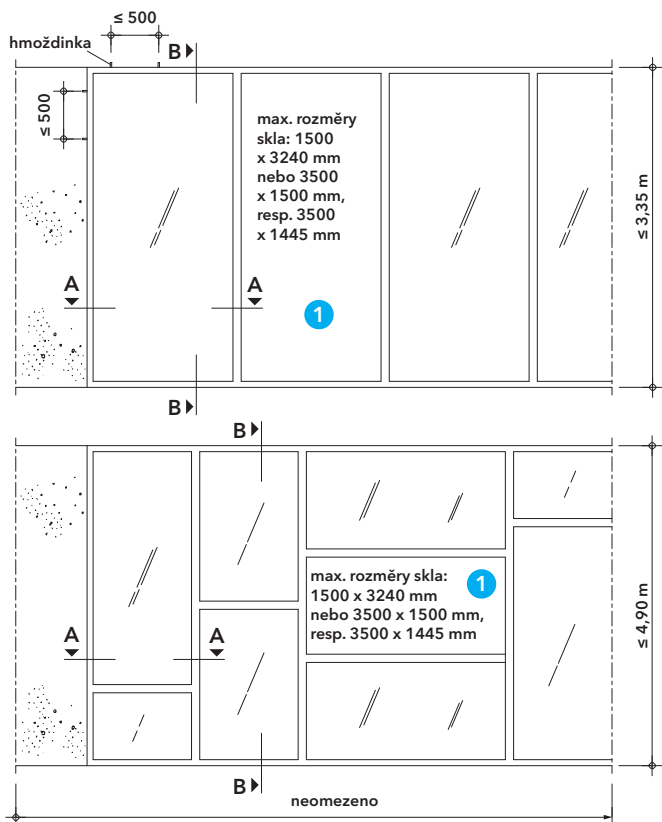 ≤ 500
hmoždinka
B
≤ 500
max. rozměry
skla: 1500
x 3240 mm
nebo 3500
x 1500 mm,
resp. 3500
x 1445 mm
≤ 3,35 m
A
A
1
B
B
max. rozměry skla:
1500 x 3240 mm
nebo 3500 x 1500 mm,
resp. 3500 x 1445 mm
1
≤ 4,90 m
A
A
B
neomezeno